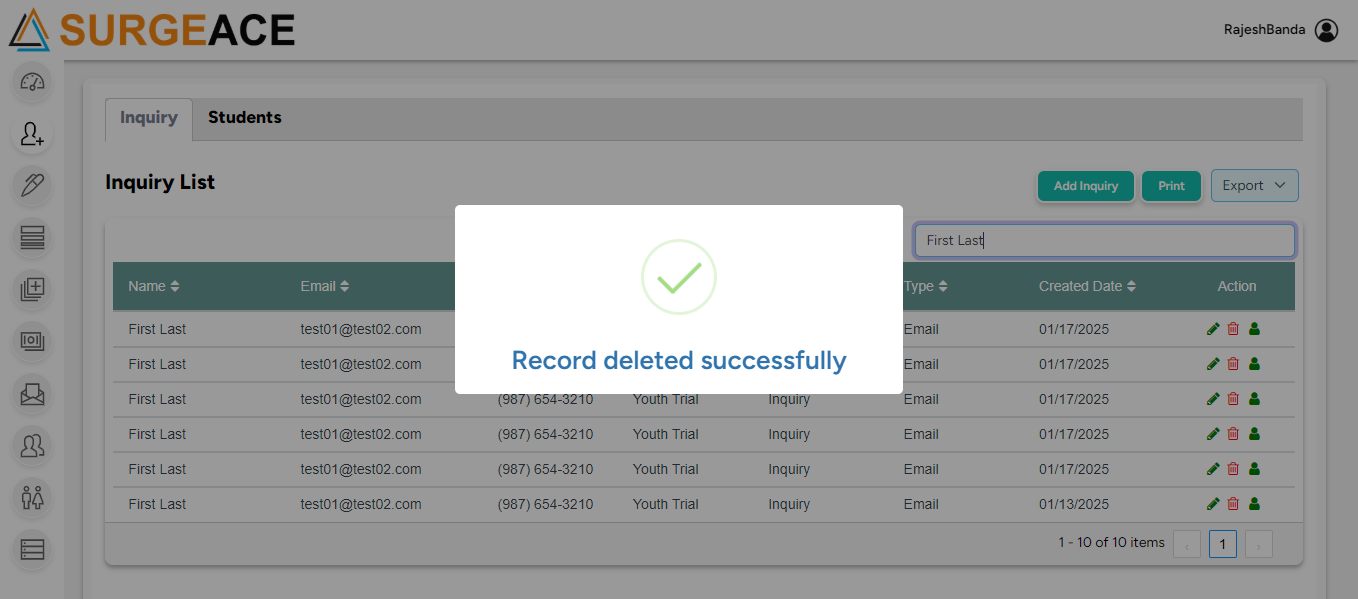 SURGEACE
RajeshBanda
Inquiry Students
Inquiry List
Add Inquiry Print Export
First Last
Name Email Type Created Date Action
First Last test01@test02.com Email 01/17/2025
First Last test01@test02.com Email 01/17/2025
First Last test01@test02.com (987) 654-3210 Youth Trial Inquiry Email 01/17/2025
First Last test01@test02.com (987) 654-3210 Youth Trial Inquiry Email 01/17/2025
First Last test01@test02.com (987) 654-3210 Youth Trial Inquiry Email 01/17/2025
First Last test01@test02.com (987) 654-3210 Youth Trial Inquiry Email 01/13/2025
1 - 10 of 10 items ‹ 1 ›
Record deleted successfully